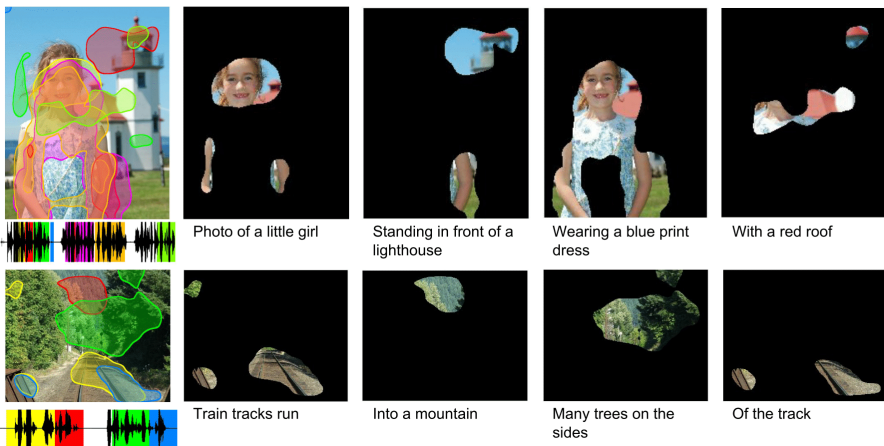 Photo of a little girl
Standing in front of a
lighthouse
Wearing a blue print
dress
With a red roof
Train tracks run
Into a mountain
Many trees on the
sides
Of the track